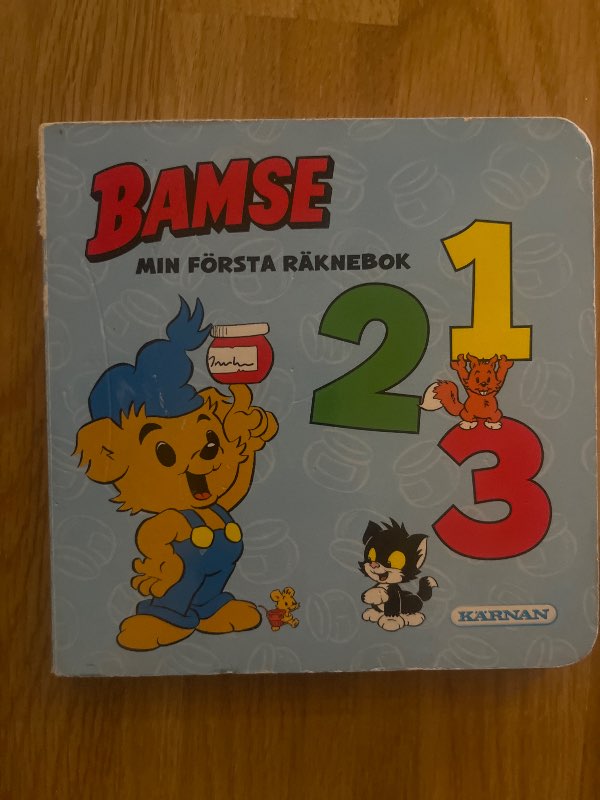 BAMSE
MIN FÖRSTA RÄKNEBOK
1
2
3
KÄRNAN